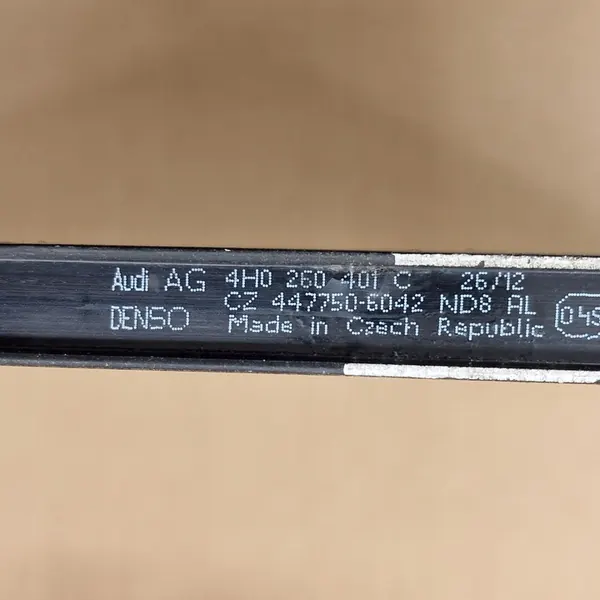 Audi AG 4H0 260 401 C 26/12
CZ 447750-6042 ND8 AL
DENSO Made in Czech Republic